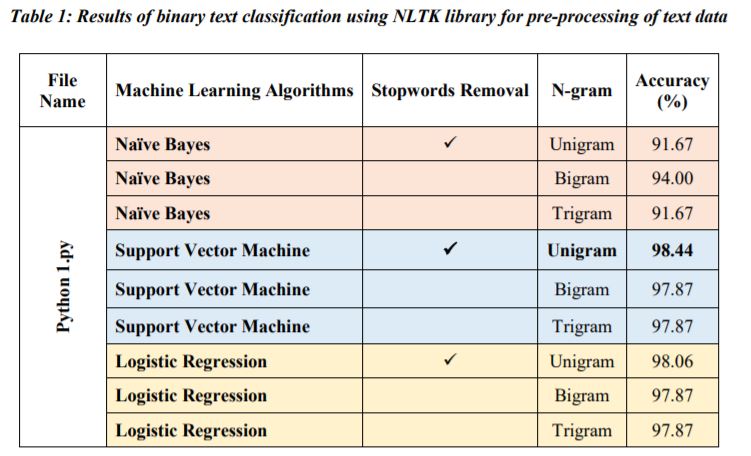 Table 1: Results of binary text classification using NLTK library for pre-processing of text data
File Name Machine Learning Algorithms Stopwords Removal N-gram Accuracy (%)
Python 1.py
Naïve Bayes ✓ Unigram 91.67
Naïve Bayes Bigram 94.00
Naïve Bayes Trigram 91.67
Support Vector Machine ✓ Unigram 98.44
Support Vector Machine Bigram 97.87
Support Vector Machine Trigram 97.87
Logistic Regression ✓ Unigram 98.06
Logistic Regression Bigram 97.87
Logistic Regression Trigram 97.87